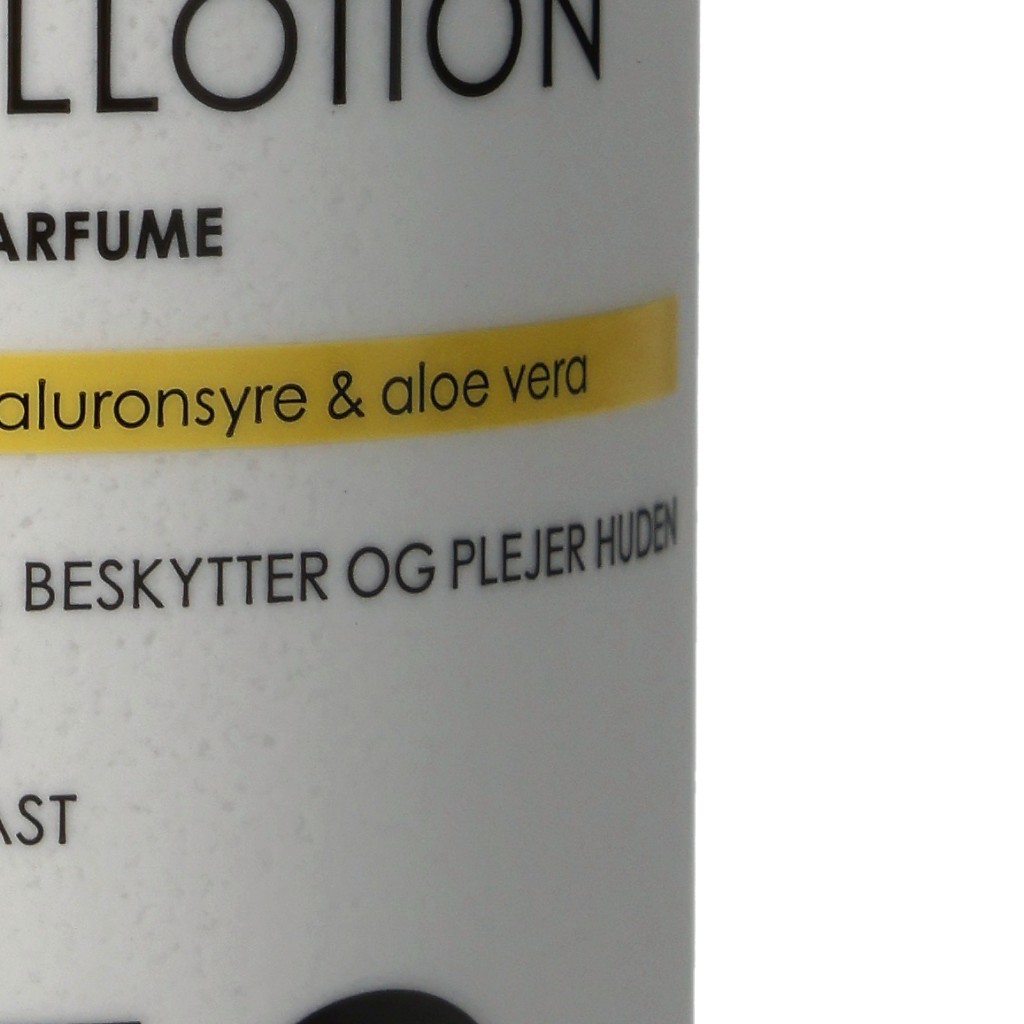 LLOTION
ARFUME
aluronsyre & aloe vera
BESKYTTER OG PLEJER HUDEN
AST